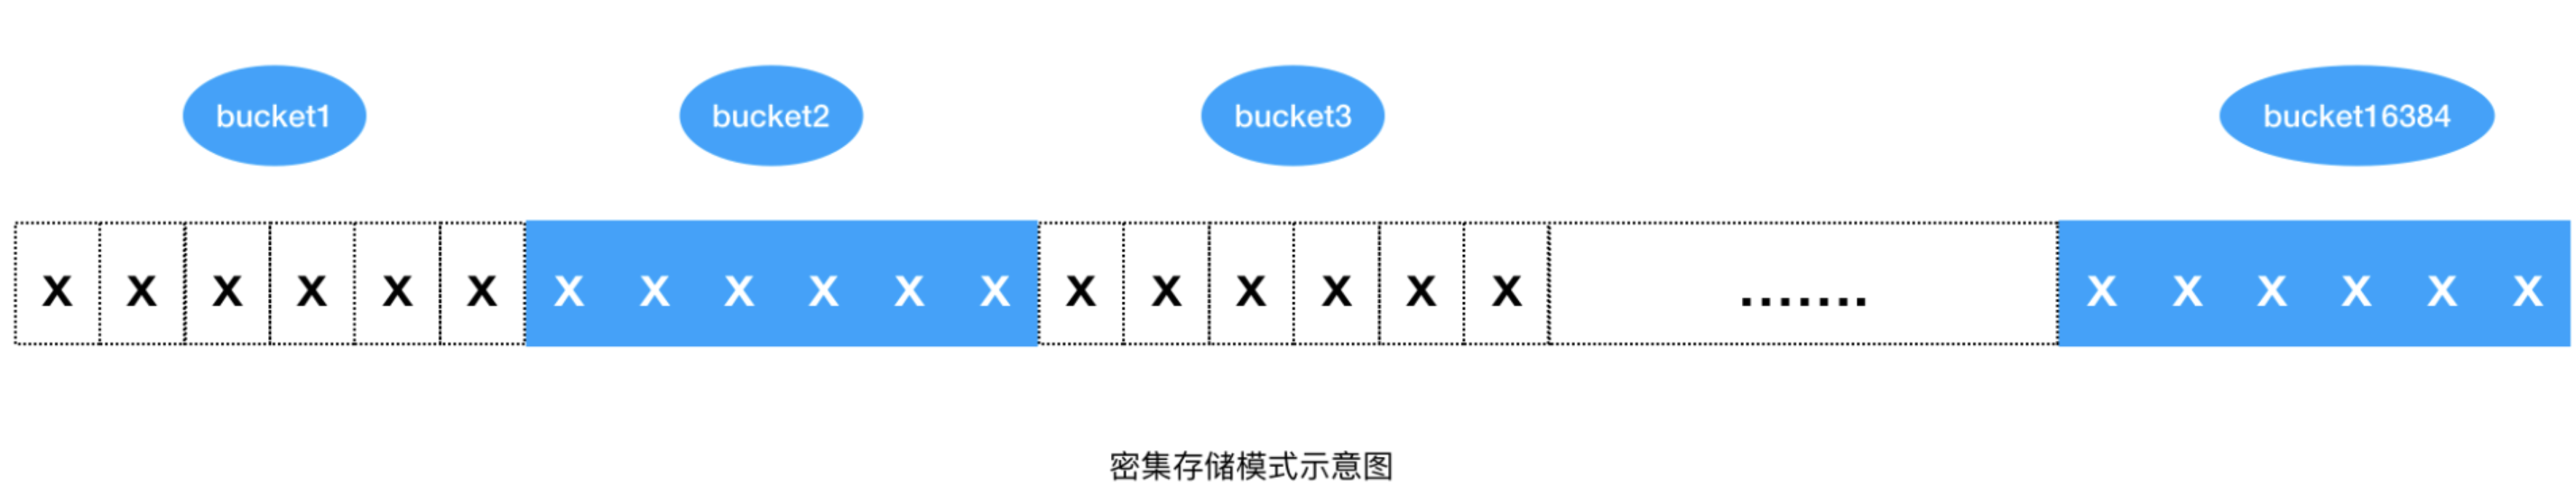 bucket1 bucket2 bucket3 bucket16384
x x x x x x x x x x x x x x x x x x ....... x x x x x x
密集存储模式示意图